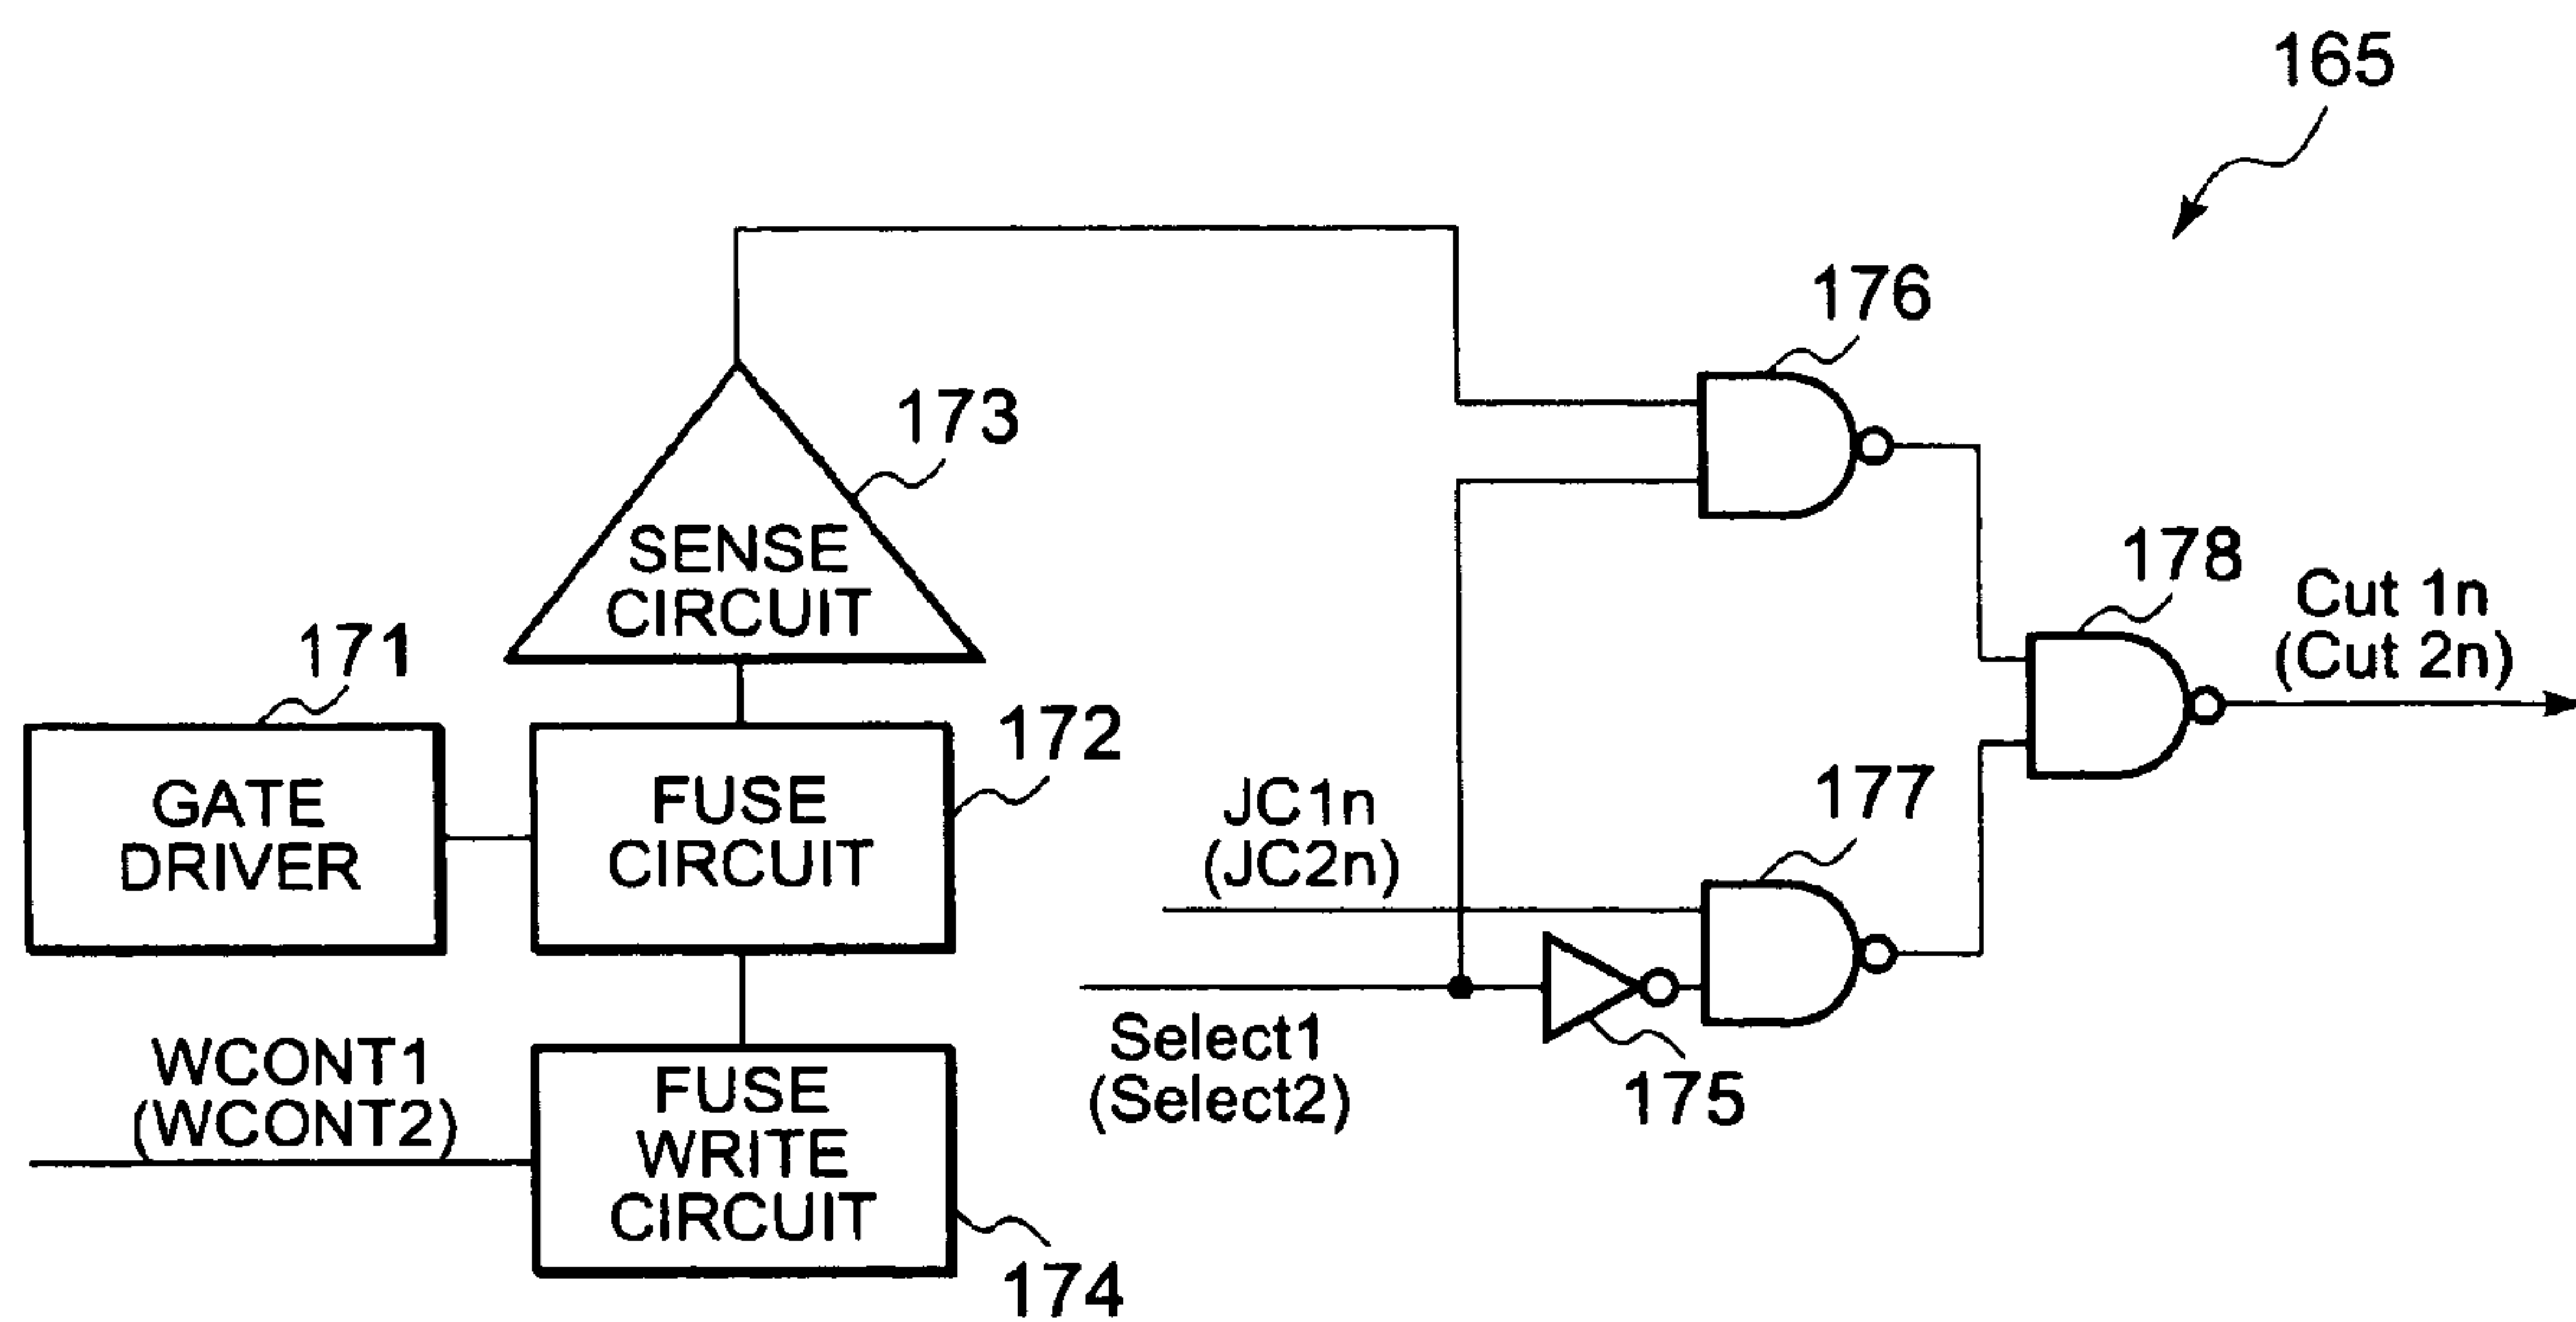 165
176
173
SENSE
CIRCUIT
178
Cut 1n
(Cut 2n)
171
172
GATE
DRIVER
FUSE
CIRCUIT
JC1n
(JC2n)
177
WCONT1
(WCONT2)
FUSE
WRITE
CIRCUIT
Select1
(Select2)
175
174